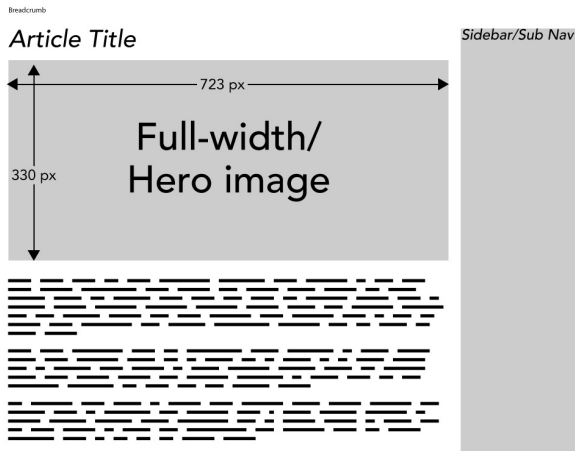 Breadcrumb
Article Title
Sidebar/Sub Nav
723 px
Full-width/
Hero image
330 px